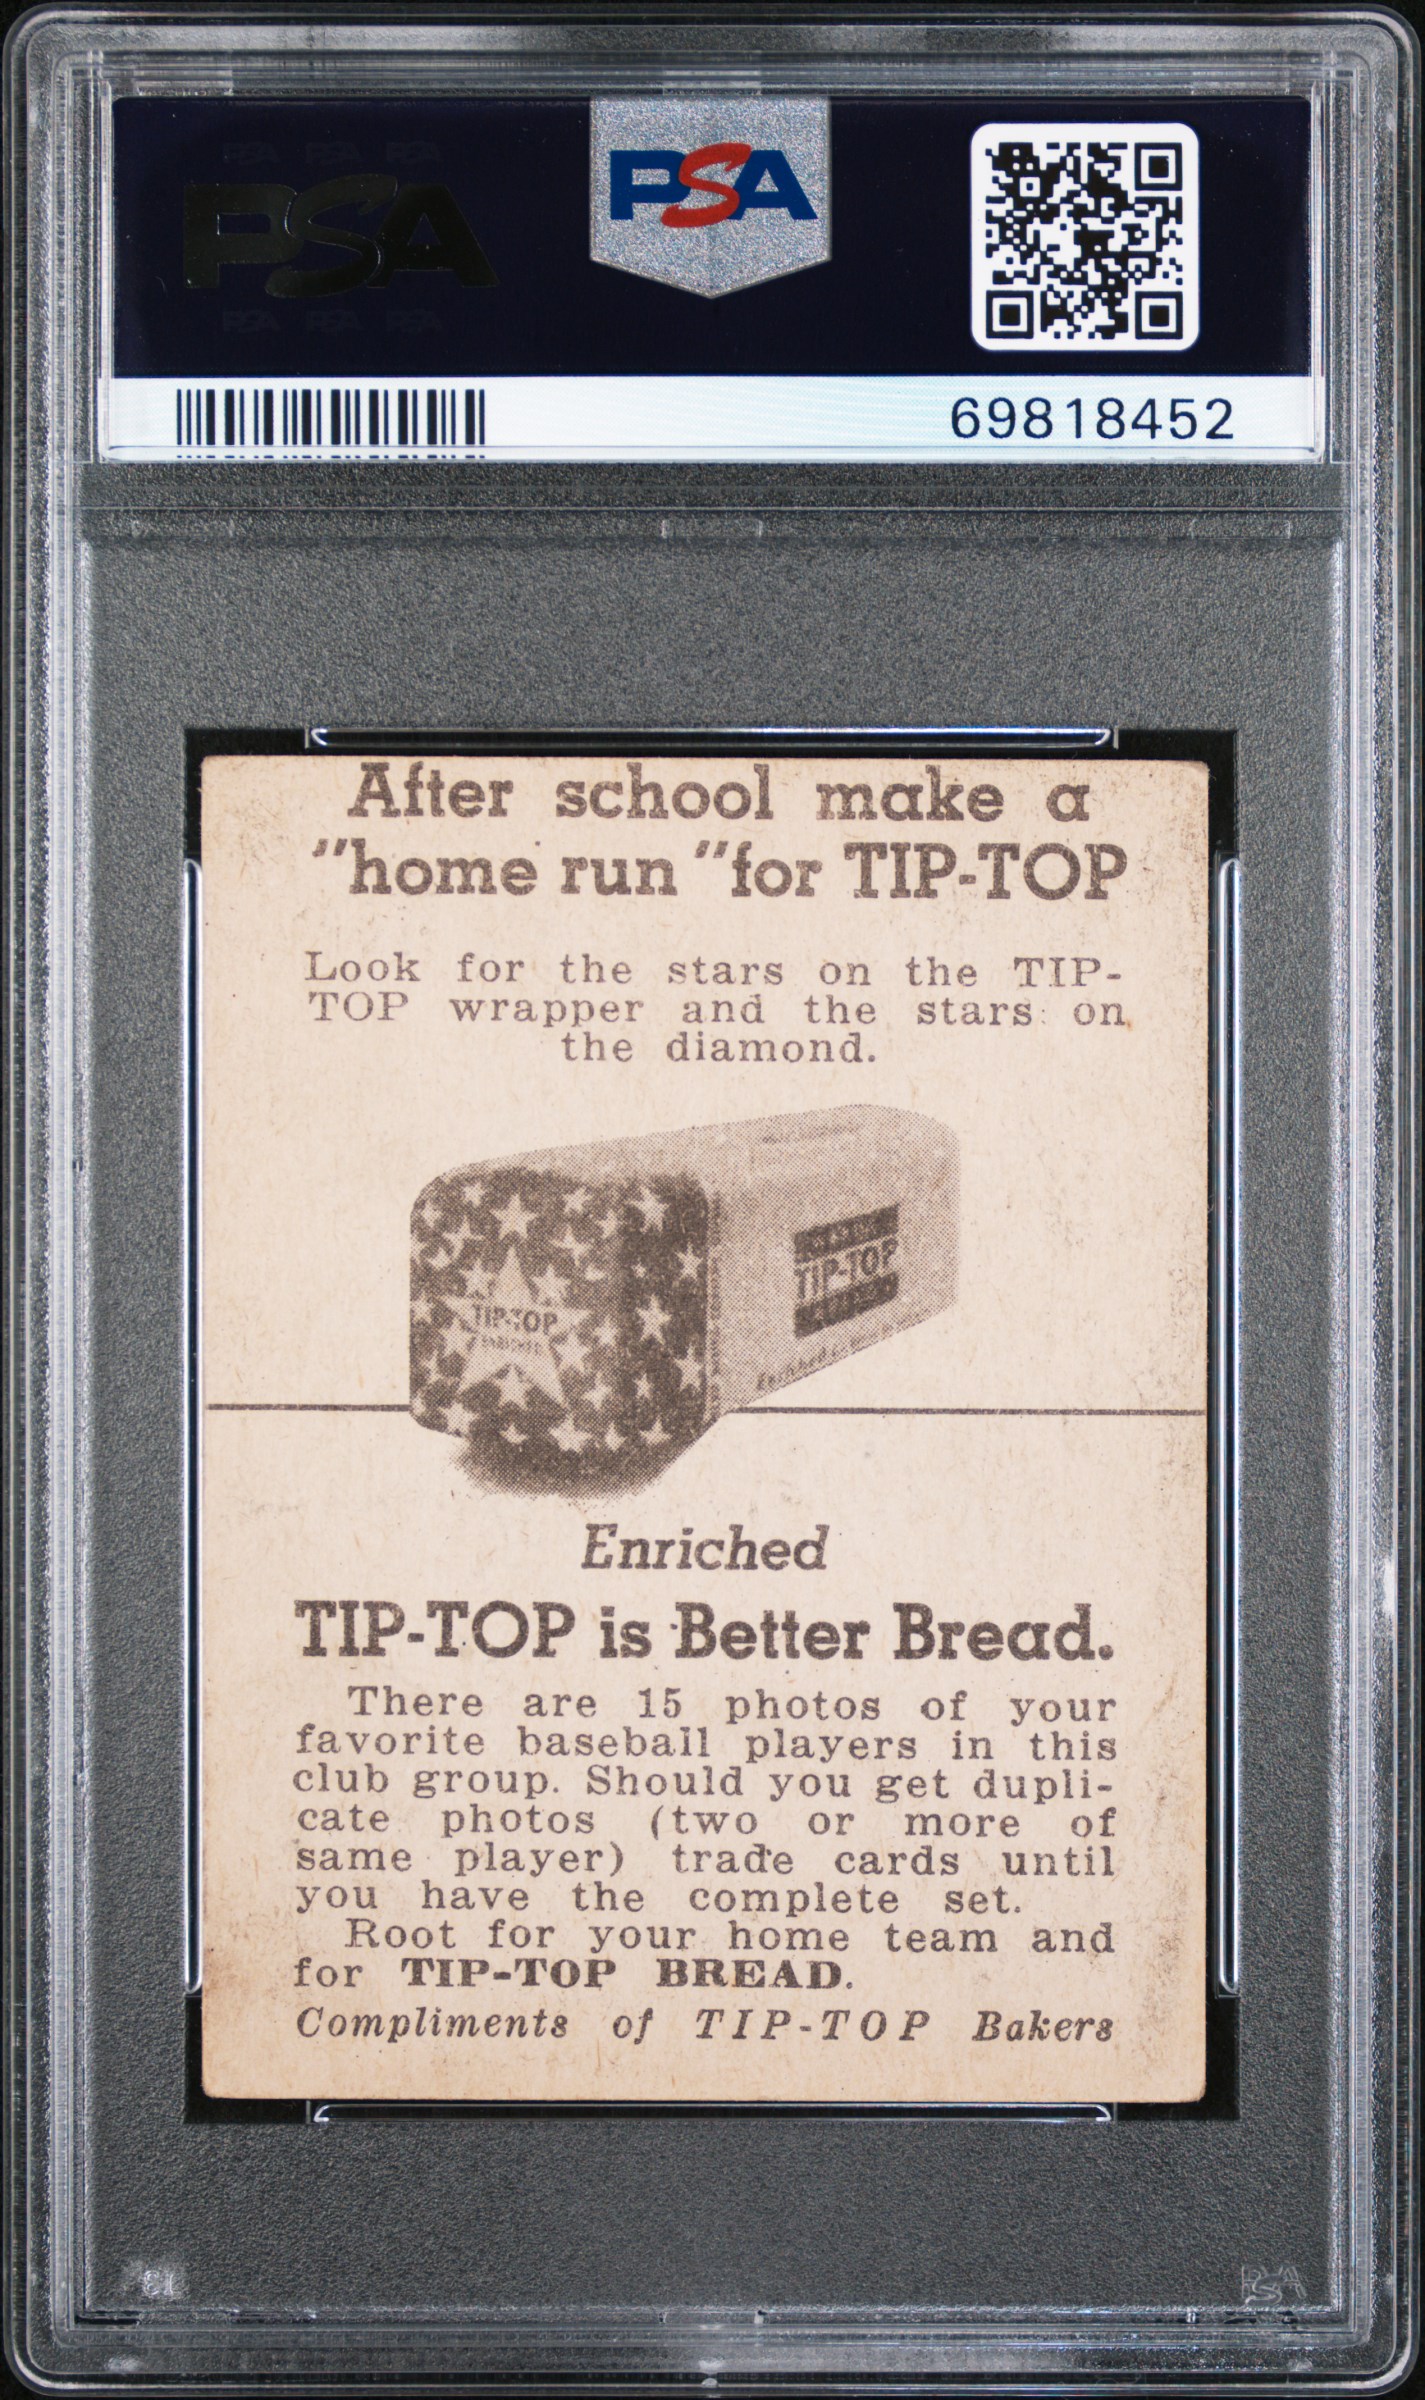 PSA
PSA
69818452
After school make a
"home run "for TIP-TOP
Look for the stars on the TIP-
TOP wrapper and the stars on
the diamond.
TIP-TOP
TIP-TOP
ENRICHED
Enriched
TIP-TOP is Better Bread.
There are 15 photos of your
favorite baseball players in this
club group. Should you get dupli-
cate photos (two or more of
same player) trade cards until
you have the complete set.
Root for your home team and
for TIP-TOP BREAD.
Compliments of TIP-TOP Bakers
PSA